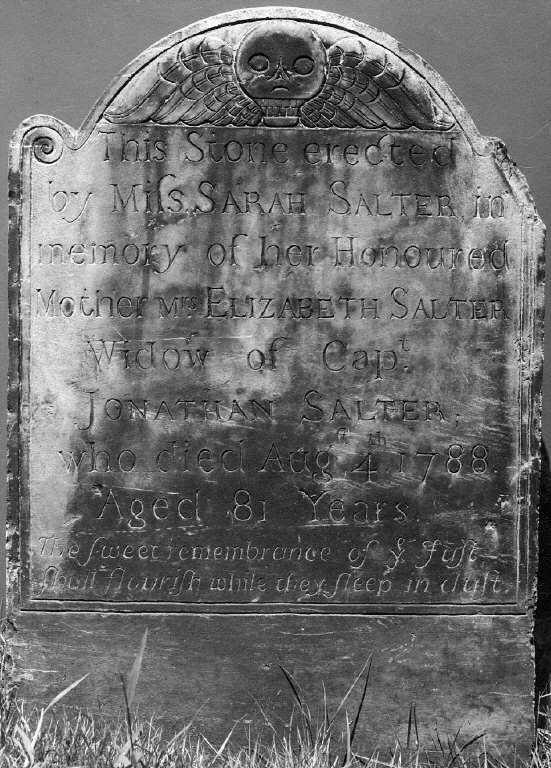 This Stone erected
by Miſs. SARAH SALTER in
memory of her Honoured
Mother Mrs. ELIZABETH SALTER
Widow of Capt.
JONATHAN SALTER;
who died Augſt 4th. 1788.
Aged 81 Years.
The ſweet remembrance of yͤ Juſt
ſhall flouriſh while they ſleep in duſt.